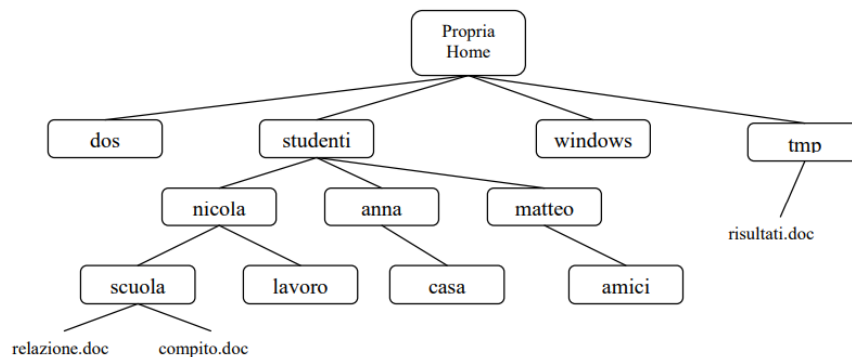 Propria
Home
dos
studenti
windows
tmp
nicola
anna
matteo
risultati.doc
scuola
lavoro
casa
amici
relazione.doc
compito.doc